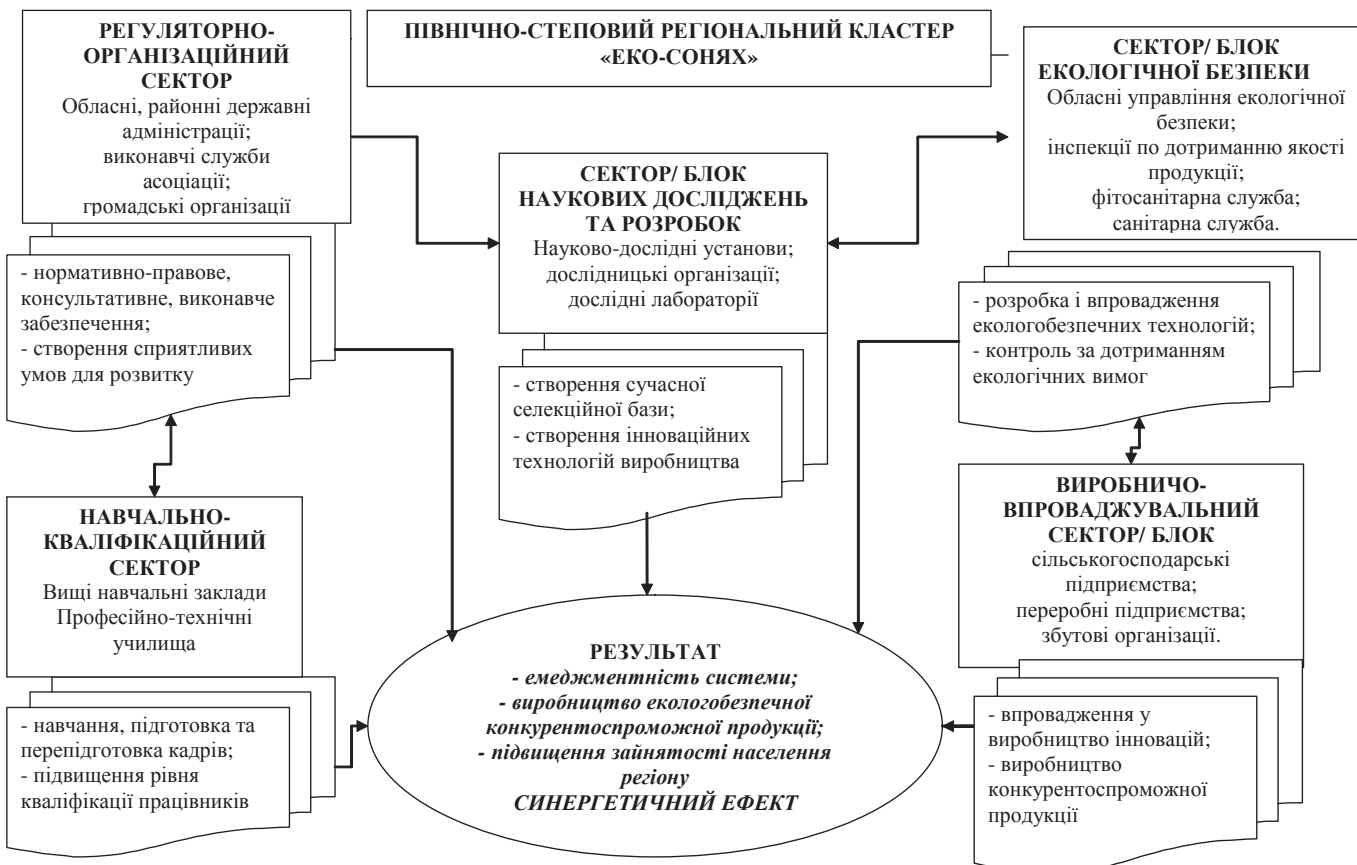 РЕГУЛЯТОРНО-
ОРГАНІЗАЦІЙНИЙ
СЕКТОР
Обласні, районні державні
адміністрації;
виконавчі служби
асоціації;
громадські організації
- нормативно-правове,
консультативне, виконавче
забезпечення;
- створення сприятливих
умов для розвитку
НАВЧАЛЬНО-
КВАЛІФІКАЦІЙНИЙ
СЕКТОР
Вищі навчальні заклади
Професійно-технічні
училища
- навчання, підготовка та
перепідготовка кадрів;
- підвищення рівня
кваліфікації працівників
ПІВНІЧНО-СТЕПОВИЙ РЕГІОНАЛЬНИЙ КЛАСТЕР
«ЕКО-СОНЯХ»
СЕКТОР/ БЛОК
НАУКОВИХ ДОСЛІДЖЕНЬ
ТА РОЗРОБОК
Науково-дослідні установи;
дослідницькі організації;
дослідні лабораторії
- створення сучасної
селекційної бази;
- створення інноваційних
технологій виробництва
РЕЗУЛЬТАТ
- емеджментність системи;
- виробництво екологобезпечної
конкурентоспроможної продукції;
- підвищення зайнятості населення
регіону
СИНЕРГЕТИЧНИЙ ЕФЕКТ
СЕКТОР/ БЛОК
ЕКОЛОГІЧНОЇ БЕЗПЕКИ
Обласні управління екологічної
безпеки;
інспекції по дотриманню якості
продукції;
фітосанітарна служба;
санітарна служба.
- розробка і впровадження
екологобезпечних технологій;
- контроль за дотриманням
екологічних вимог
ВИРОБНИЧО-
ВПРОВАДЖУВАЛЬНИЙ
СЕКТОР/ БЛОК
сільськогосподарські
підприємства;
переробні підприємства;
збутові організації.
- впровадження у
виробництво інновацій;
- виробництво
конкурентоспроможної
продукції